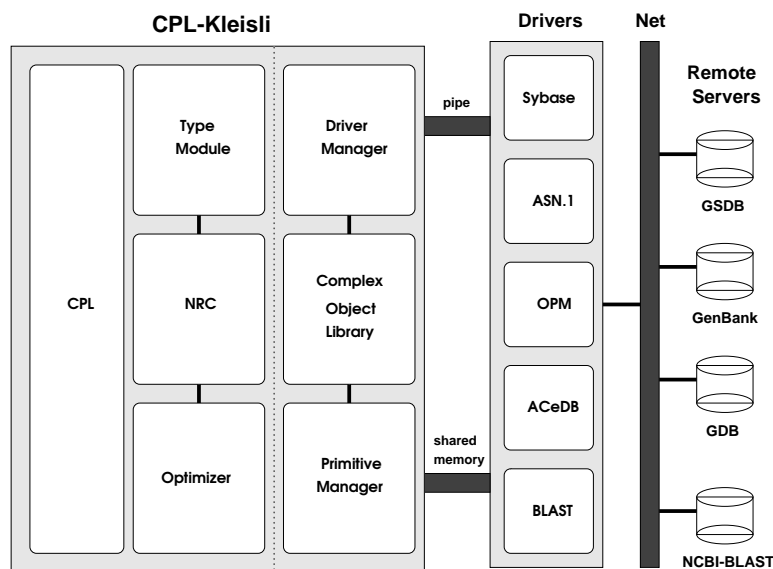 CPL-Kleisli
Drivers
Net
Remote
Servers
CPL
Type
Module
NRC
Optimizer
Driver
Manager
Complex
Object
Library
Primitive
Manager
pipe
shared
memory
Sybase
ASN.1
OPM
ACeDB
BLAST
GSDB
GenBank
GDB
NCBI-BLAST